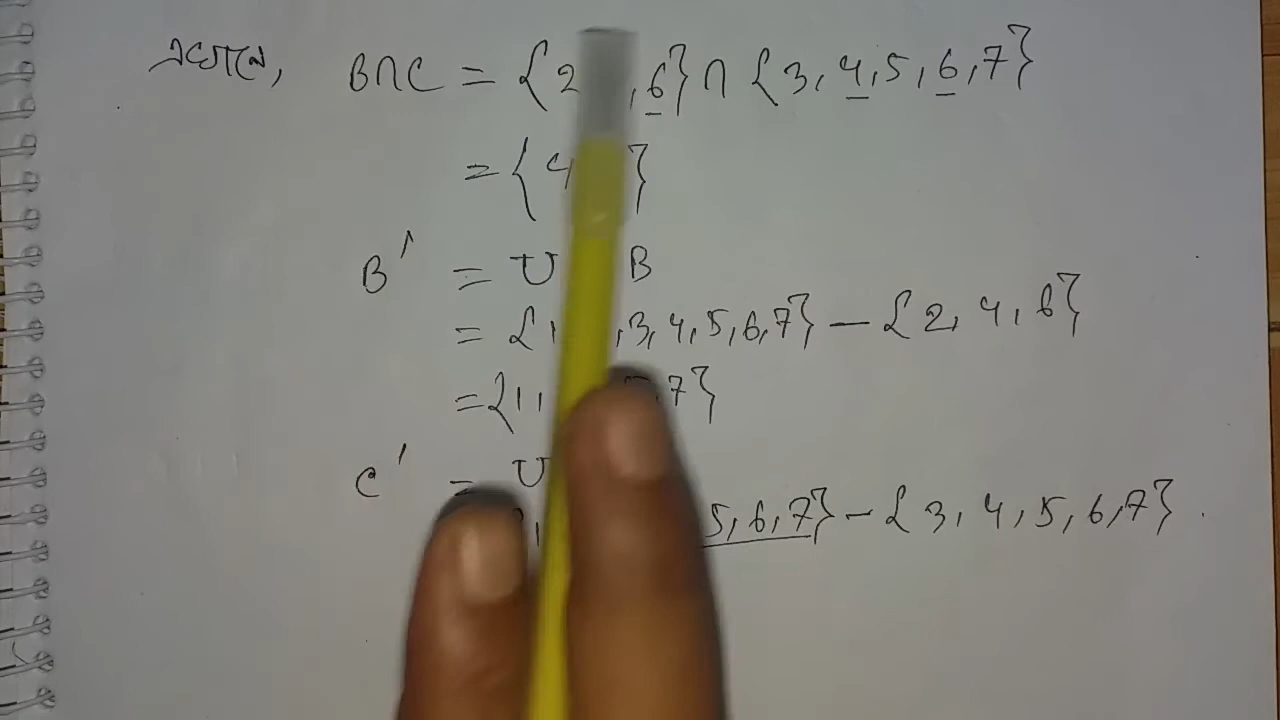 এখানে, B∩C = {2 , 6} ∩ {3, 4, 5, 6, 7}
= {4 }
B′ = U B
= {1 , 3, 4, 5, 6, 7} – {2, 4, 6}
= {1, , 7}
C′ = U
5, 6, 7} – {3, 4, 5, 6, 7}